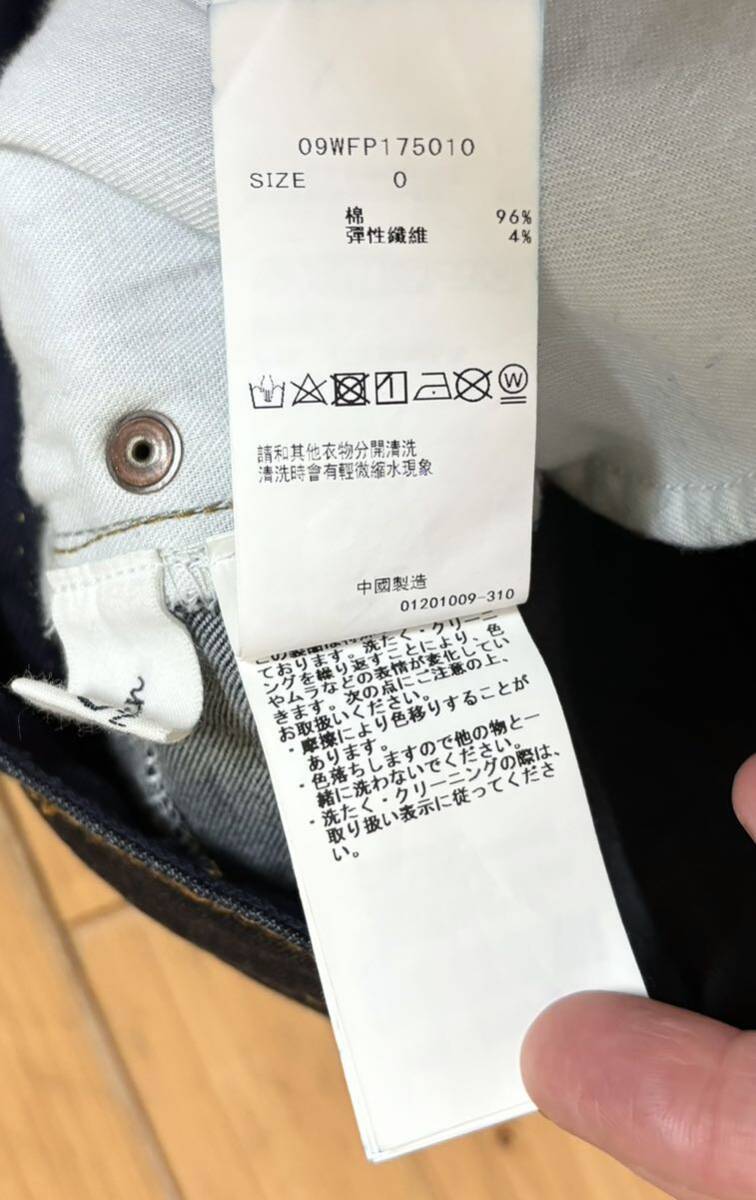 09WFP175010
SIZE 0
棉 96%
彈性纖維 4%
W
請和其他衣物分開清洗
清洗時會有輕微縮水現象
中國製造
01201009-310
ております。洗たく・クリーニ
ングを繰り返すことにより、色
やムラなどの表情が変化してい
きます。次の点にご注意の上、
お取扱いください。
・摩擦により色移りすることが
あります。
・色落ちしますので他の物と一
緒に洗わないでください。
・洗たく・クリーニングの際は、
取り扱い表示に従ってくださ
い。